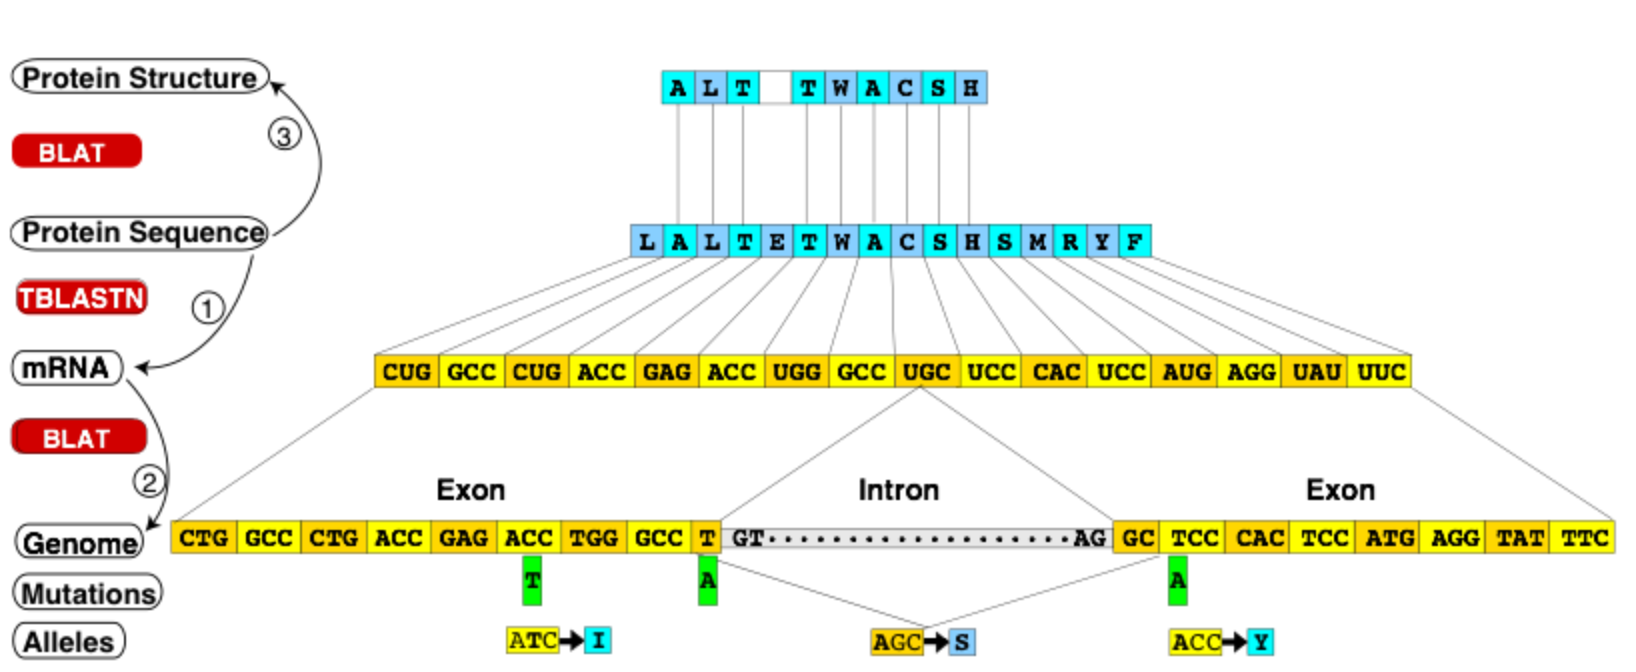 Protein Structure
A L T T W A C S H
3
BLAT
Protein Sequence
L A L T E T W A C S H S M R Y F
TBLASTN
1
mRNA
CUG GCC CUG ACC GAG ACC UGG GCC UGC UCC CAC UCC AUG AGG UAU UUC
BLAT
2
Exon Intron Exon
Genome
CTG GCC CTG ACC GAG ACC TGG GCC T GT..................AG GC TCC CAC TCC ATG AGG TAT TTC
Mutations
T A A
Alleles
ATC→I AGC→S ACC→Y